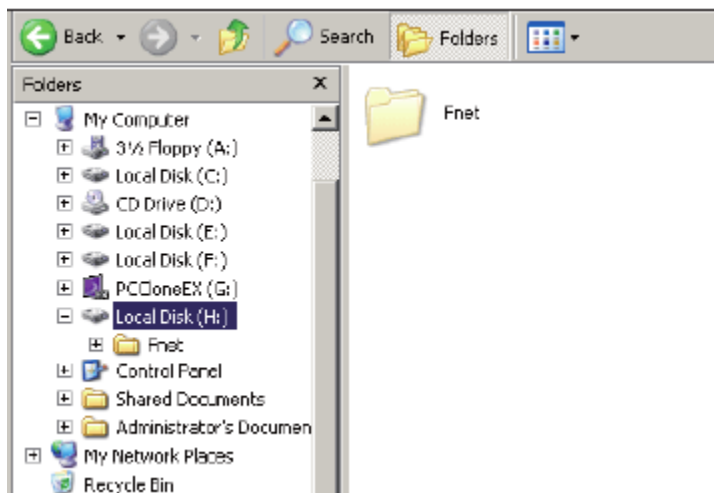 Back Search Folders
Folders x
My Computer
3½ Floppy (A:)
Local Disk (C:)
CD Drive (D:)
Local Disk (E:)
Local Disk (F:)
PCCloneEX (G:)
Local Disk (H:)
Fnet
Control Panel
Shared Documents
Administrator's Documen
My Network Places
Recycle Bin
Fnet